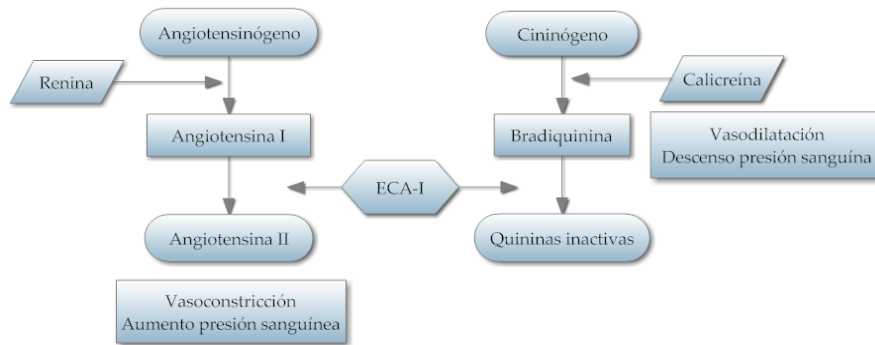 Angiotensinógeno
Cininógeno
Renina
Calicreína
Angiotensina I
Bradiquinina
Vasodilatación
Descenso presión sanguína
ECA-I
Angiotensina II
Quininas inactivas
Vasoconstricción
Aumento presión sanguínea